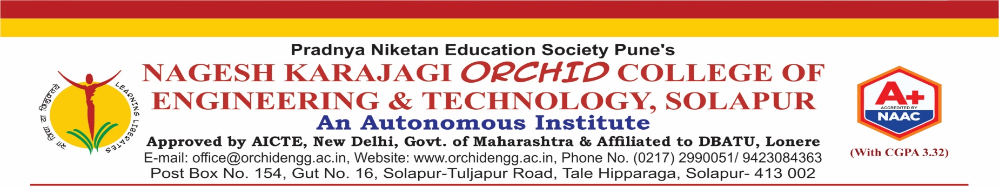 Pradnya Niketan Education Society Pune's
NAGESH KARAJAGI ORCHID COLLEGE OF
ENGINEERING & TECHNOLOGY, SOLAPUR
An Autonomous Institute
Approved by AICTE, New Delhi, Govt. of Maharashtra & Affiliated to DBATU, Lonere
E-mail: office@orchidengg.ac.in, Website: www.orchidengg.ac.in, Phone No. (0217) 2990051/ 9423084363
Post Box No. 154, Gut No. 16, Solapur-Tuljapur Road, Tale Hipparaga, Solapur- 413 002
सा विद्या या विमुक्तये
LEARNING LIBERATES
A+
ACCREDITED BY
NAAC
(With CGPA 3.32)